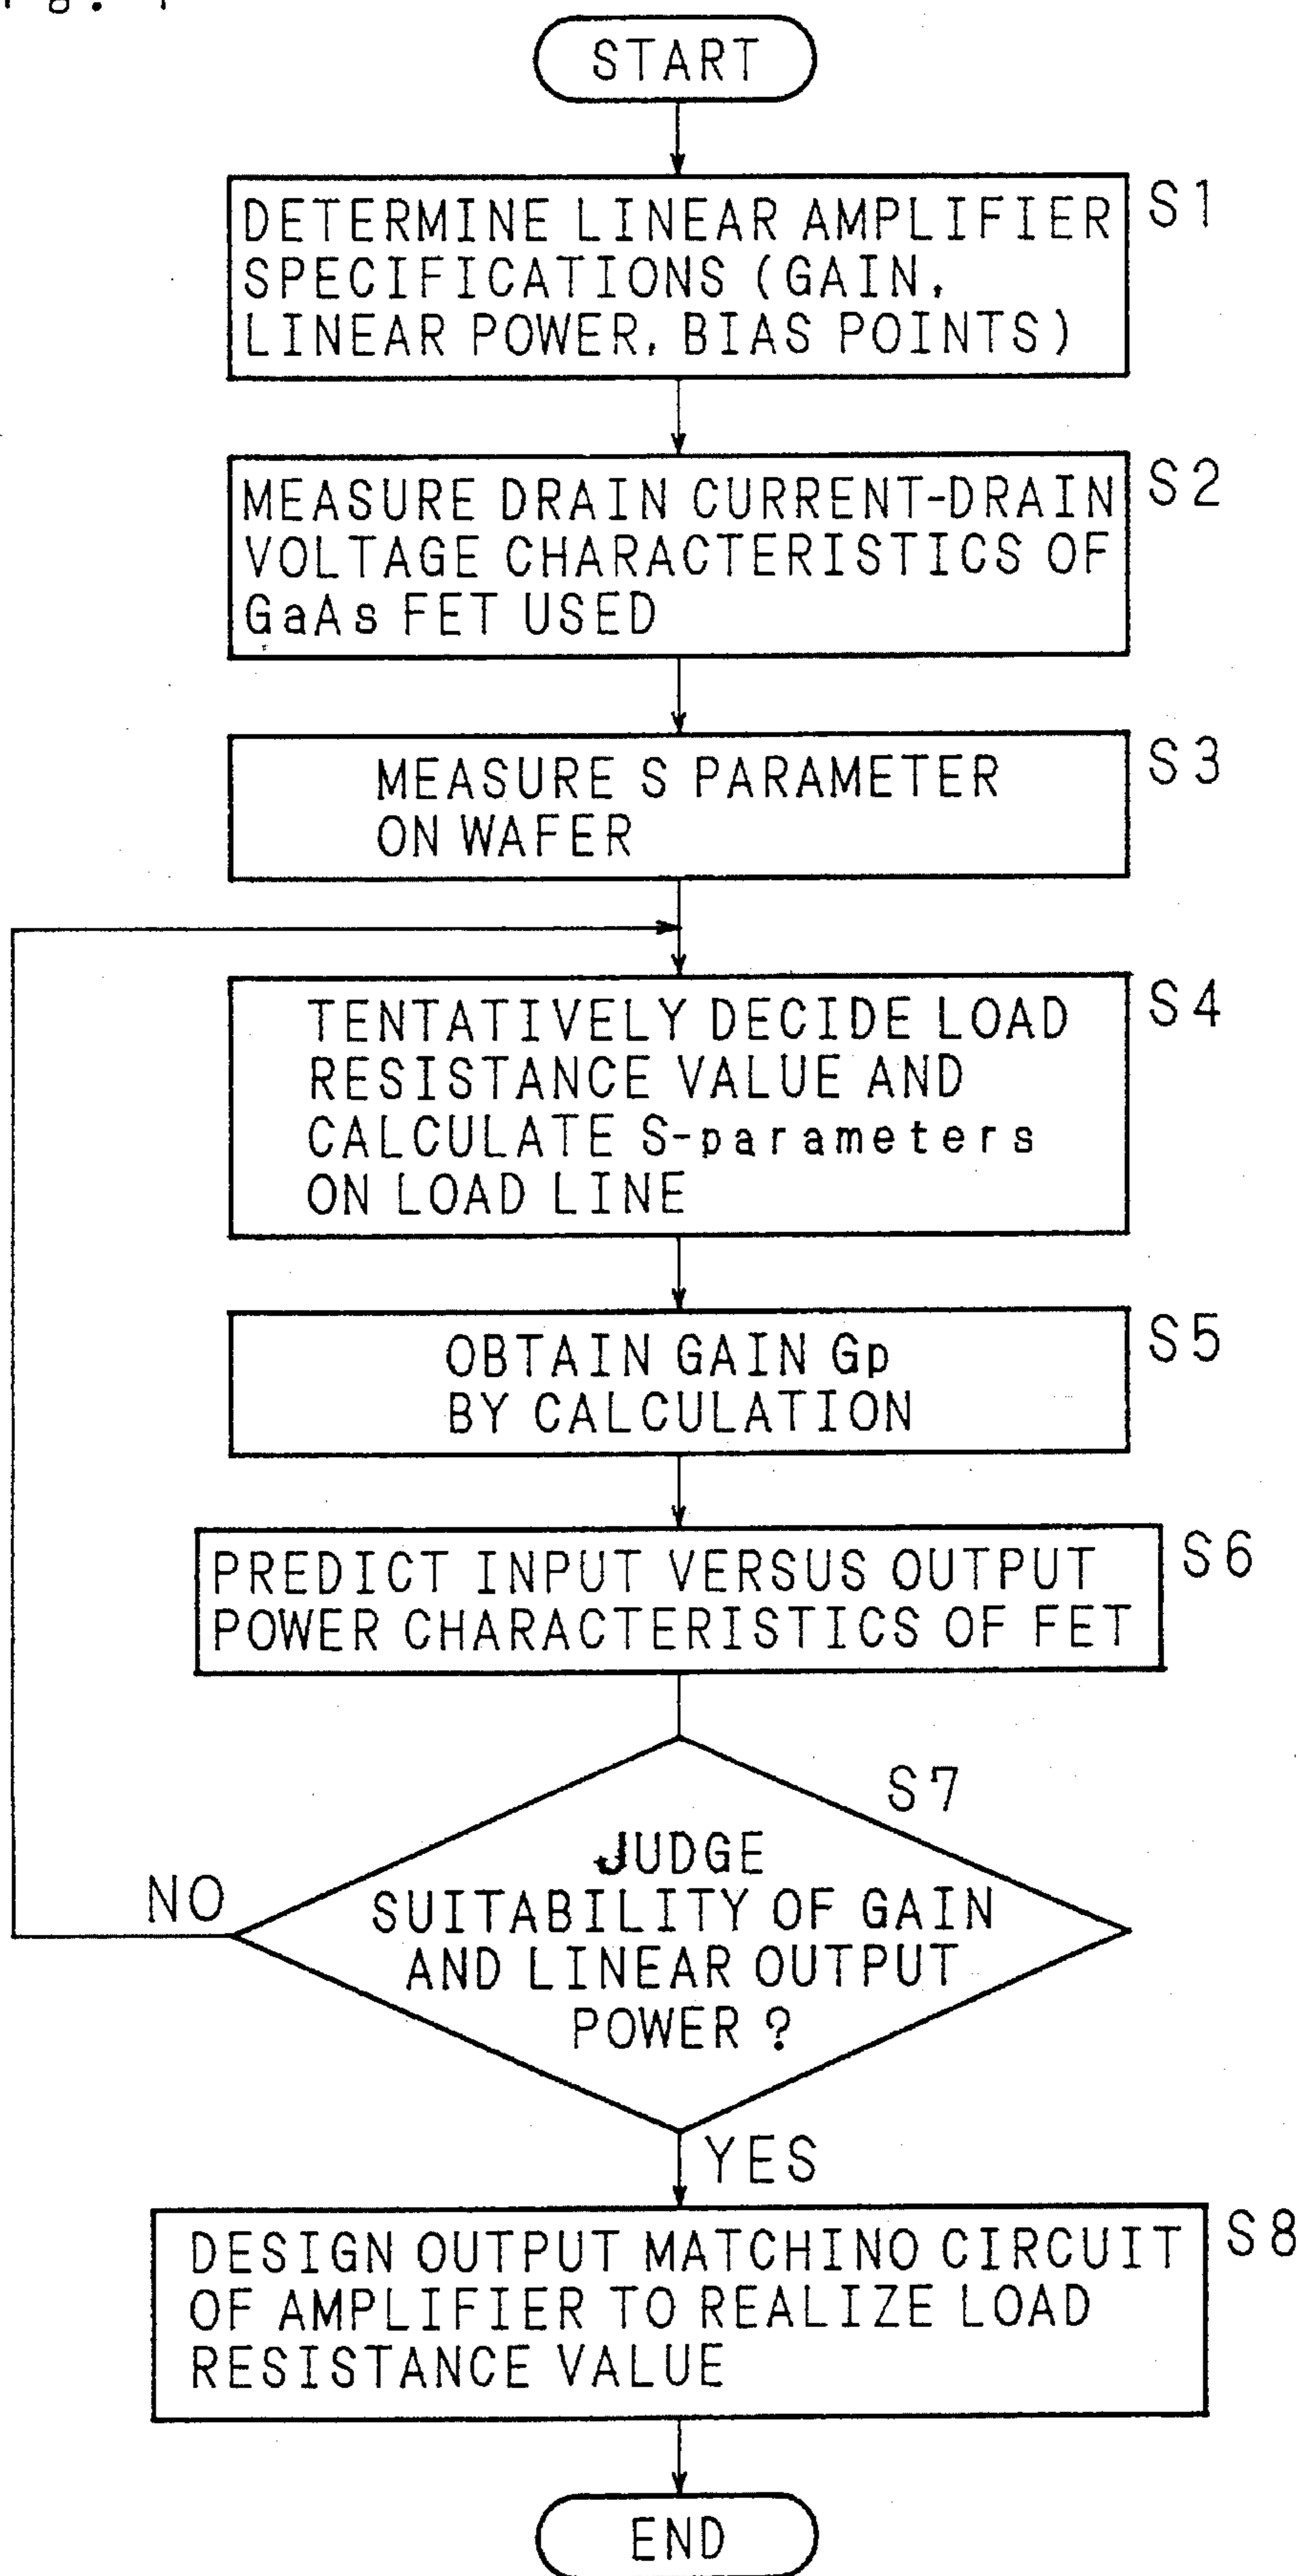 START
S1
DETERMINE LINEAR AMPLIFIER
SPECIFICATIONS (GAIN,
LINEAR POWER, BIAS POINTS)
S2
MEASURE DRAIN CURRENT-DRAIN
VOLTAGE CHARACTERISTICS OF
GaAs FET USED
S3
MEASURE S PARAMETER
ON WAFER
S4
TENTATIVELY DECIDE LOAD
RESISTANCE VALUE AND
CALCULATE S-parameters
ON LOAD LINE
S5
OBTAIN GAIN Gp
BY CALCULATION
S6
PREDICT INPUT VERSUS OUTPUT
POWER CHARACTERISTICS OF FET
S7
JUDGE
SUITABILITY OF GAIN
AND LINEAR OUTPUT
POWER ?
NO
YES
S8
DESIGN OUTPUT MATCHINO CIRCUIT
OF AMPLIFIER TO REALIZE LOAD
RESISTANCE VALUE
END